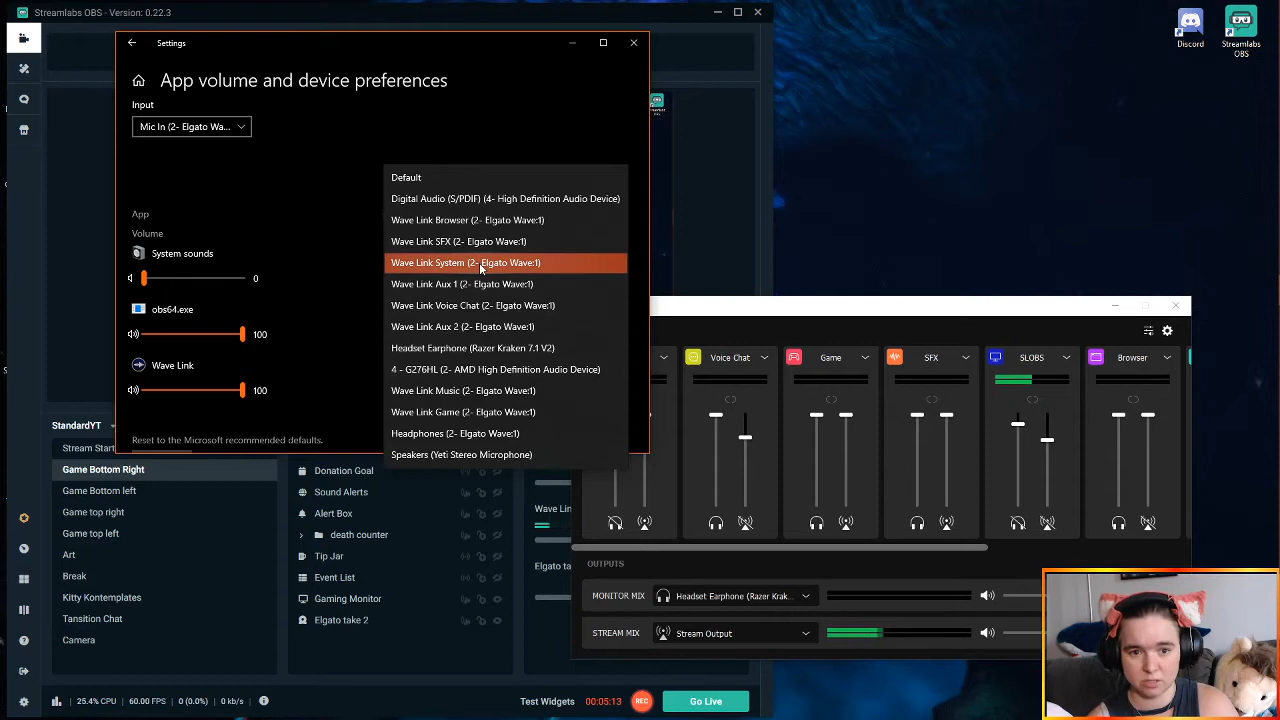 Streamlabs OBS - Version: 0.22.3
Settings
App volume and device preferences
Input
Mic In (2- Elgato Wa...
App
Volume
System sounds
0
obs64.exe
100
Wave Link
100
Reset to the Microsoft recommended defaults.
Default
Digital Audio (S/PDIF) (4- High Definition Audio Device)
Wave Link Browser (2- Elgato Wave:1)
Wave Link SFX (2- Elgato Wave:1)
Wave Link System (2- Elgato Wave:1)
Wave Link Aux 1 (2- Elgato Wave:1)
Wave Link Voice Chat (2- Elgato Wave:1)
Wave Link Aux 2 (2- Elgato Wave:1)
Headset Earphone (Razer Kraken 7.1 V2)
4 - G276HL (2- AMD High Definition Audio Device)
Wave Link Music (2- Elgato Wave:1)
Wave Link Game (2- Elgato Wave:1)
Headphones (2- Elgato Wave:1)
Speakers (Yeti Stereo Microphone)
Discord
Streamlabs OBS
Voice Chat
Game
SFX
SLOBS
Browser
OUTPUTS
MONITOR MIX
Headset Earphone (Razer Krak...
STREAM MIX
Stream Output
StandardYT
Stream Start
Game Bottom Right
Game Bottom left
Game top right
Game top left
Art
Break
Kitty Kontemplates
Tansition Chat
Camera
Donation Goal
Sound Alerts
Alert Box
death counter
Tip Jar
Event List
Gaming Monitor
Elgato take 2
Wave Lin
Elgato ta
25.4% CPU
60.00 FPS
0 (0.0%)
0 kb/s
Test Widgets
00:05:13
REC
Go Live